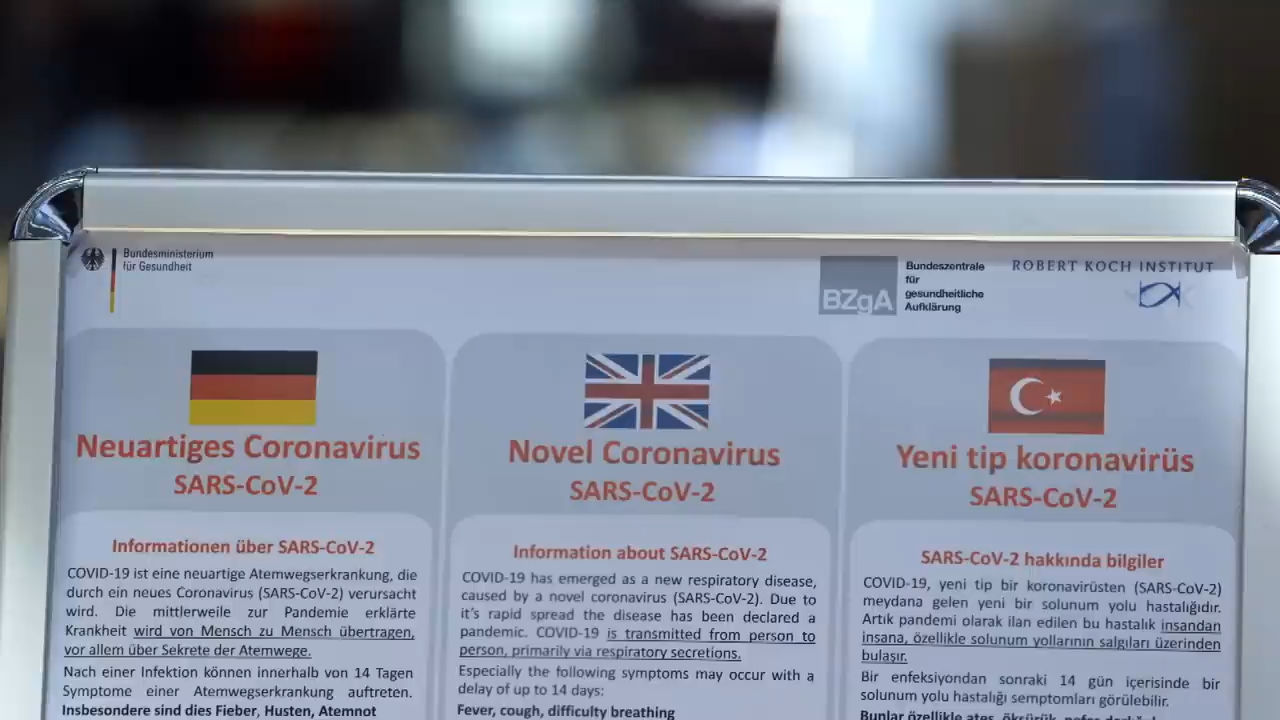 Bundesministerium
für Gesundheit
BZgA
Bundeszentrale
für
gesundheitliche
Aufklärung
ROBERT KOCH INSTITUT
Neuartiges Coronavirus
SARS-CoV-2
Informationen über SARS-CoV-2
COVID-19 ist eine neuartige Atemwegserkrankung, die
durch ein neues Coronavirus (SARS-CoV-2) verursacht
wird. Die mittlerweile zur Pandemie erklärte
Krankheit wird von Mensch zu Mensch übertragen,
vor allem über Sekrete der Atemwege.
Nach einer Infektion können innerhalb von 14 Tagen
Symptome einer Atemwegserkrankung auftreten.
Insbesondere sind dies Fieber, Husten, Atemnot
Novel Coronavirus
SARS-CoV-2
Information about SARS-CoV-2
COVID-19 has emerged as a new respiratory disease,
caused by a novel coronavirus (SARS-CoV-2). Due to
it's rapid spread the disease has been declared a
pandemic. COVID-19 is transmitted from person to
person, primarily via respiratory secretions.
Especially the following symptoms may occur with a
delay of up to 14 days:
Fever, cough, difficulty breathing
Yeni tip koronavirüs
SARS-CoV-2
SARS-CoV-2 hakkında bilgiler
COVID-19, yeni tip bir koronavirüsten (SARS-CoV-2)
meydana gelen yeni bir solunum yolu hastalığıdır.
Artık pandemi olarak ilan edilen bu hastalık insandan
insana, özellikle solunum yollarının salgıları üzerinden
bulaşır.
Bir enfeksiyondan sonraki 14 gün içerisinde bir
solunum yolu hastalığı semptomları görülebilir.
Bunlar özellikle ateş, öksürük, nefes darlığı